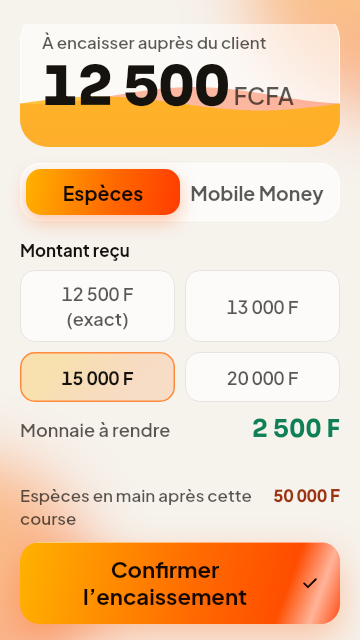 À encaisser auprès du client
12 500 FCFA
Espèces
Mobile Money
Montant reçu
12 500 F
(exact)
13 000 F
15 000 F
20 000 F
Monnaie à rendre
2 500 F
Espèces en main après cette
course
50 000 F
Confirmer
l’encaissement